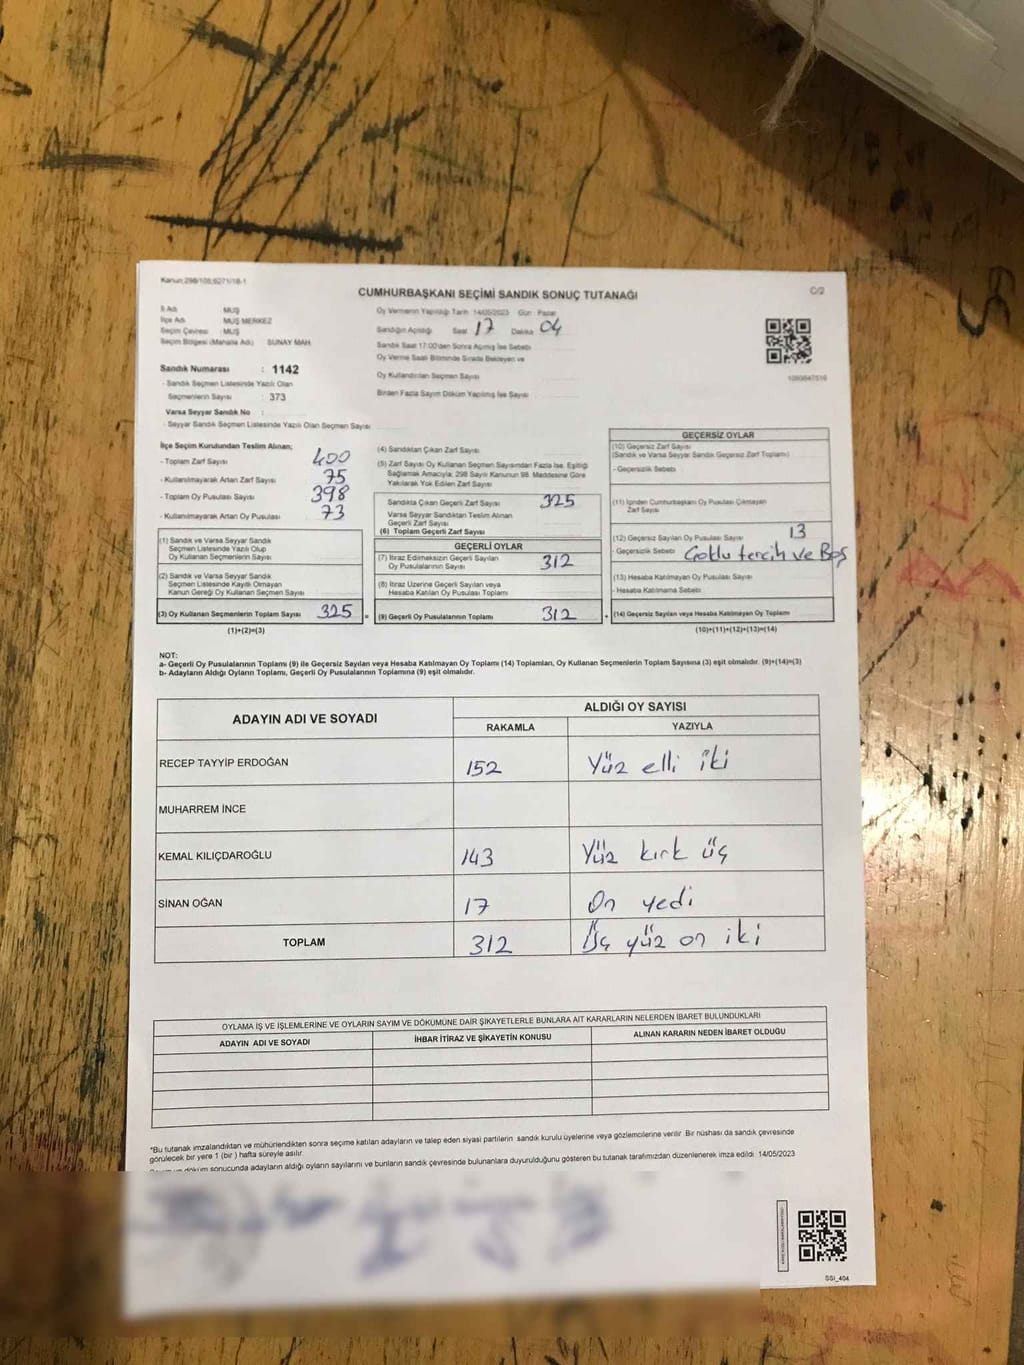 Kanun:298/105,6271/18-1
CUMHURBAŞKANI SEÇİMİ SANDIK SONUÇ TUTANAĞI
C/2
İl Adı MUŞ
İlçe Adı MUŞ MERKEZ
Seçim Çevresi : MUŞ
Seçim Bölgesi (Mahalle Adı) SUNAY MAH.
Sandık Numarası : 1142
- Sandık Seçmen Listesinde Yazılı Olan
Seçmenlerin Sayısı : 373
Varsa Seyyar Sandık No :
- Seyyar Sandık Seçmen Listesinde Yazılı Olan Seçmen Sayısı
Oy Vermenin Yapıldığı Tarih 14/05/2023 Gün : Pazar
Sandığın Açıldığı Saat 17 Dakika 04
Sandık Saat 17:00'den Sonra Açılmış İse Sebebi
Oy Verme Saati Bitiminde Sırada Bekleyen ve
Oy Kullandırılan Seçmen Sayısı
Birden Fazla Sayım Döküm Yapılmış İse Sayısı
İlçe Seçim Kurulundan Teslim Alınan;
- Toplam Zarf Sayısı 400
- Kullanılmayarak Artan Zarf Sayısı 75
- Toplam Oy Pusulası Sayısı 398
- Kullanılmayarak Artan Oy Pusulası 73
(1) Sandık ve Varsa Seyyar Sandık
Seçmen Listesinde Yazılı Olup
Oy Kullanan Seçmenlerin Sayısı
(2) Sandık ve Varsa Seyyar Sandık
Seçmen Listesinde Kayıtlı Olmayan
Kanun Gereği Oy Kullanan Seçmen Sayısı
(3) Oy Kullanan Seçmenlerin Toplam Sayısı 325
(1)+(2)=(3)
(4) Sandıktan Çıkan Zarf Sayısı
(5) Zarf Sayısı Oy Kullanan Seçmen Sayısından Fazla İse, Eşitliği
Sağlamak Amacıyla; 298 Sayılı Kanunun 98. Maddesine Göre
Yakılarak Yok Edilen Zarf Sayısı
Sandıkta Çıkan Geçerli Zarf Sayısı 325
Varsa Seyyar Sandıktan Teslim Alınan
Geçerli Zarf Sayısı
(6) Toplam Geçerli Zarf Sayısı
GEÇERLİ OYLAR
(7) İtiraz Edilmeksizin Geçerli Sayılan
Oy Pusulasının Sayısı 312
(8) İtiraz Üzerine Geçerli Sayılan veya
Hesaba Katılan Oy Pusulası Toplamı
(9) Geçerli Oy Pusulalarının Toplamı 312
GEÇERSİZ OYLAR
(10) Geçersiz Zarf Sayısı
(Sandık ve Varsa Seyyar Sandık Geçersiz Zarf Toplamı)
- Geçersizlik Sebebi
(11) İçinden Cumhurbaşkanı Oy Pusulası Çıkmayan
Zarf Sayısı
(12) Geçersiz Sayılan Oy Pusulası Sayısı 13
- Geçersizlik Sebebi Çoklu tercih ve Boş
(13) Hesaba Katılmayan Oy Pusulası Sayısı
- Hesaba Katılmama Sebebi
(14) Geçersiz Sayılan veya Hesaba Katılmayan Oy Toplamı
(10)+(11)+(12)+(13)=(14)
NOT:
a- Geçerli Oy Pusulalarının Toplamı (9) ile Geçersiz Sayılan veya Hesaba Katılmayan Oy Toplamı (14) Toplamları, Oy Kullanan Seçmenlerin Toplam Sayısına (3) eşit olmalıdır. (9)+(14)=(3)
b- Adayların Aldığı Oyların Toplamı, Geçerli Oy Pusulalarının Toplamına (9) eşit olmalıdır.
ADAYIN ADI VE SOYADI
ALDIĞI OY SAYISI
RAKAMLA YAZIYLA
RECEP TAYYİP ERDOĞAN 152 Yüz elli iki
MUHARREM İNCE
KEMAL KILIÇDAROĞLU 143 Yüz kırk üç
SİNAN OĞAN 17 On yedi
TOPLAM 312 Üç yüz on iki
OYLAMA İŞ VE İŞLEMLERİNE VE OYLARIN SAYIM VE DÖKÜMÜNE DAİR ŞİKAYETLERLE BUNLARA AİT KARARLARIN NELERDEN İBARET BULUNDUKLARI
ADAYIN ADI VE SOYADI İHBAR İTİRAZ VE ŞİKAYETİN KONUSU ALINAN KARARIN NEDEN İBARET OLDUĞU
*Bu tutanak imzalandıktan ve mühürlendikten sonra seçime katılan adayların ve talep eden siyasi partilerin sandık kurulu üyelerine veya gözlemcilerine verilir. Bir nüshası da sandık çevresinde
görülecek bir yere 1 (bir ) hafta süreyle asılır.
döküm sonucunda adayların aldığı oyların sayılarını ve bunların sandık çevresinde bulunanlara duyurulduğunu gösteren bu tutanak tarafımızdan düzenlenerek imza edildi. 14/05/2023
SSI_404